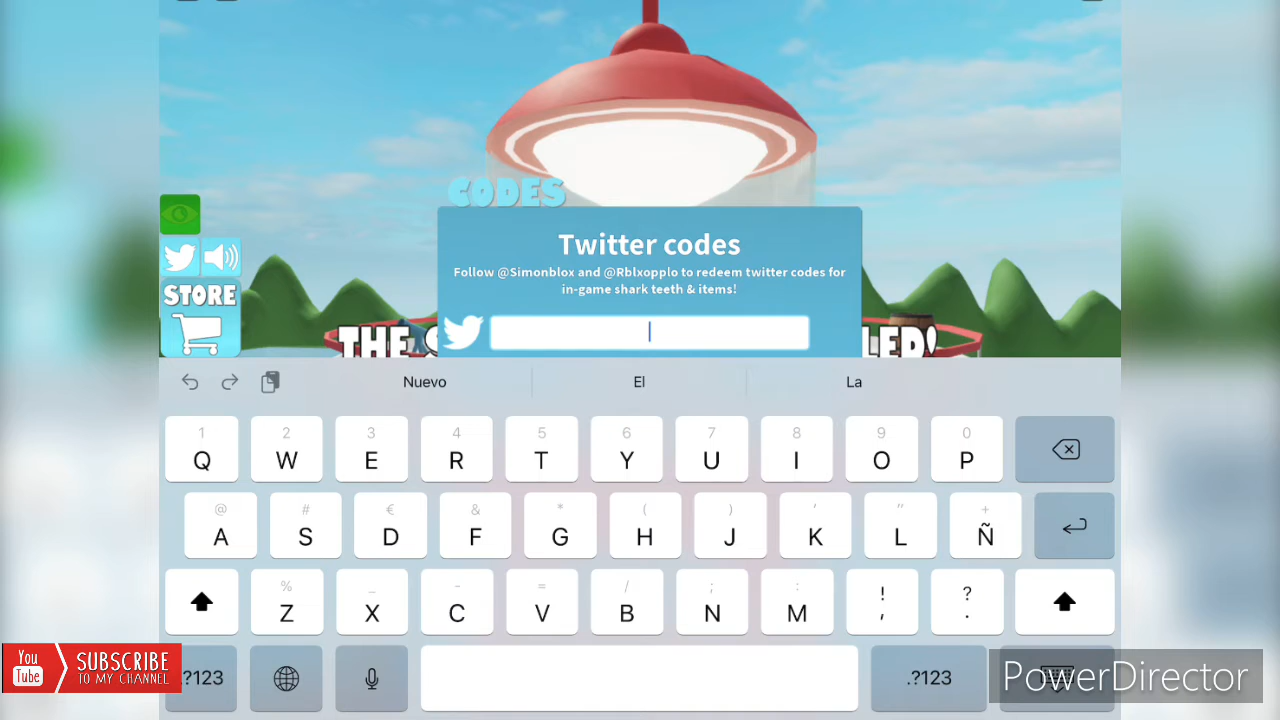 CODES
Twitter codes
Follow @Simonblox and @Rblxopplo to redeem twitter codes for
in-game shark teeth & items!
STORE
THE
Nuevo El La
1 2 3 4 5 6 7 8 9 0
Q W E R T Y U I O P
@ # € & * ( ) ' " +
A S D F G H J K L Ñ
% _ - = / ; : ! ?
Z X C V B N M , .
.?123 .?123
You Tube SUBSCRIBE
TO MY CHANNEL
PowerDirector